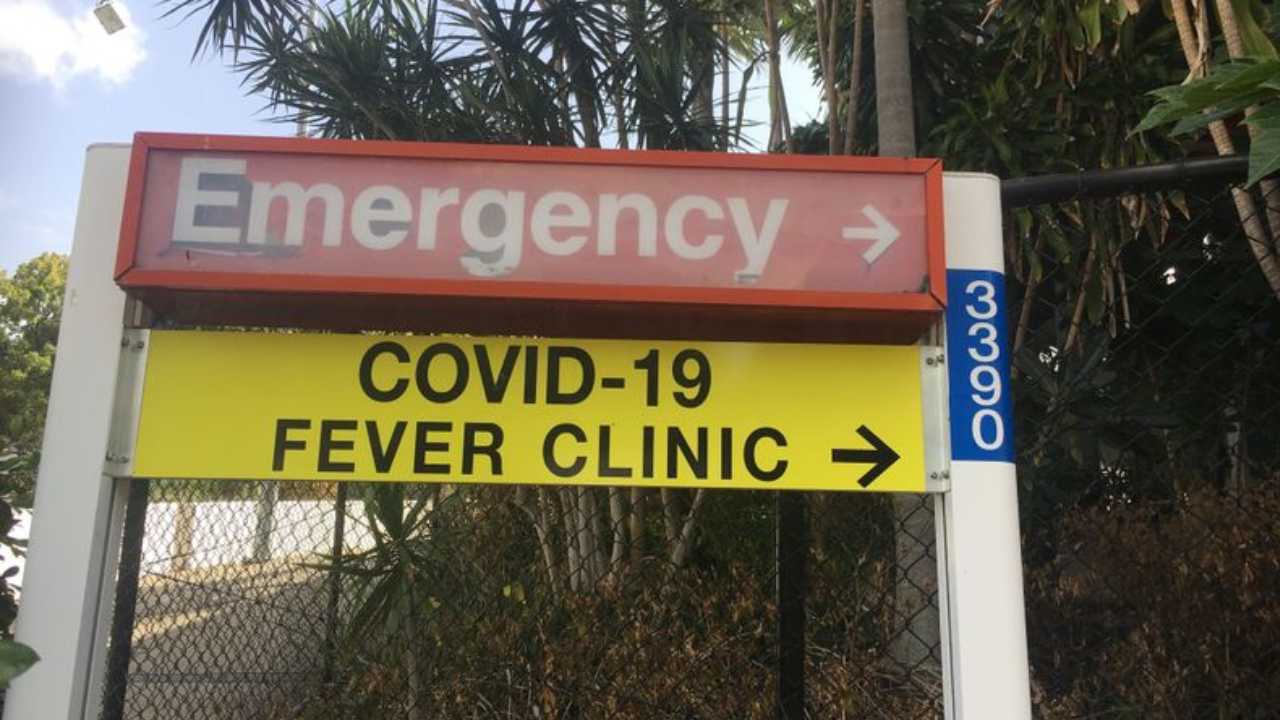 Emergency →
COVID-19
FEVER CLINIC →
3390